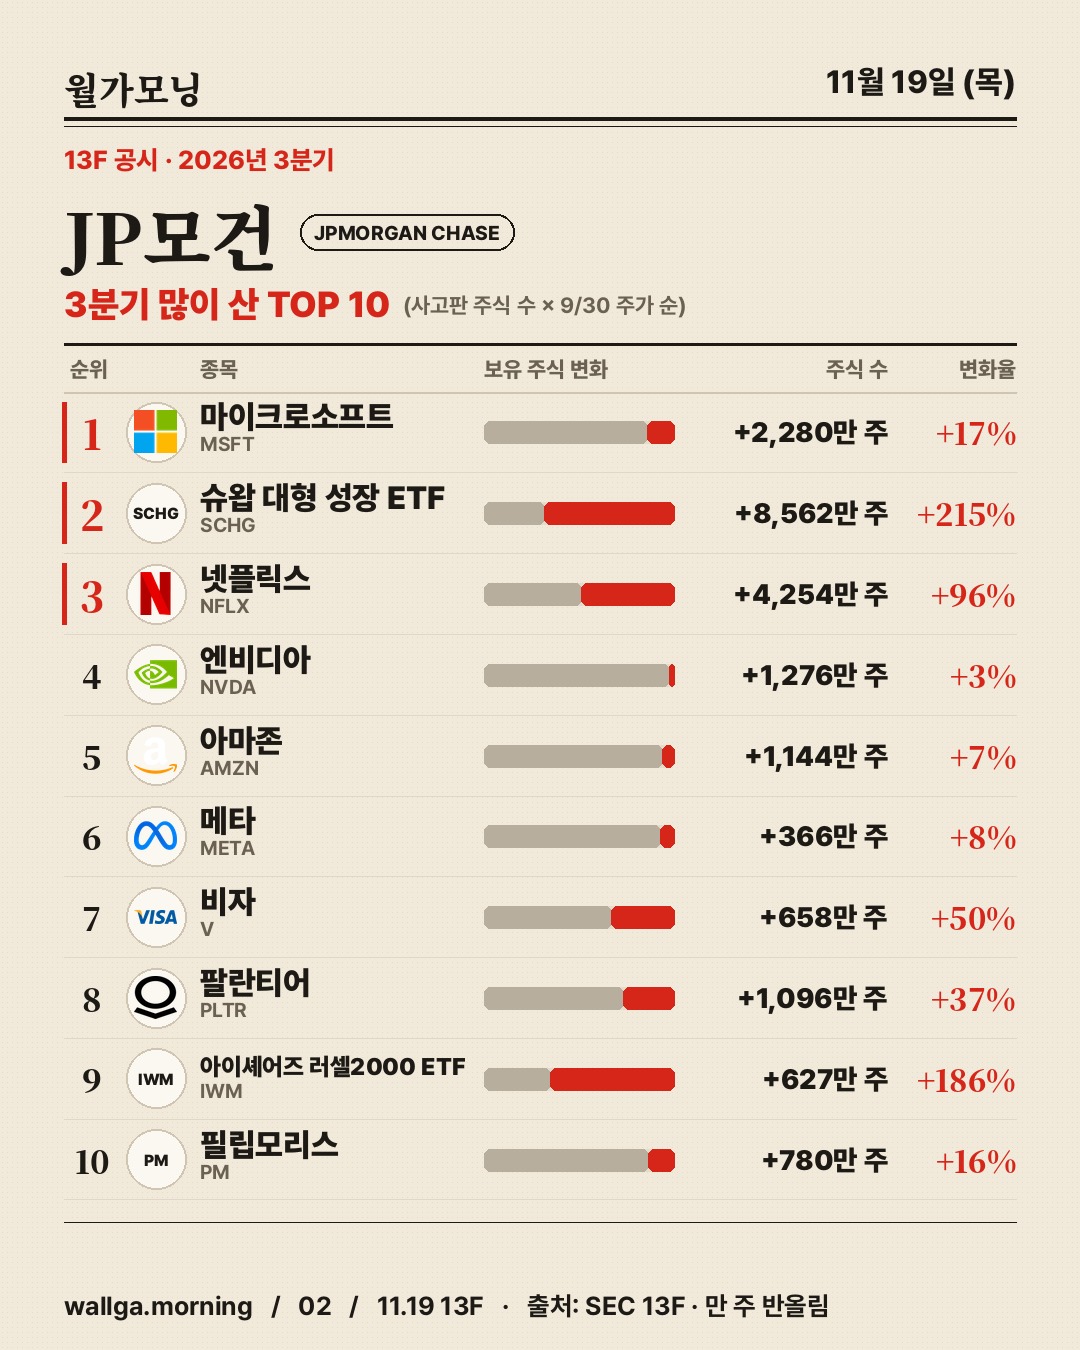 월가모닝
11월 19일 (목)
13F 공시 · 2026년 3분기
JP모건 JPMORGAN CHASE
3분기 많이 산 TOP 10 (사고판 주식 수 × 9/30 주가 순)
순위 종목 보유 주식 변화 주식 수 변화율
1 마이크로소프트 +2,280만 주 +17%
MSFT
2 SCHG 슈왑 대형 성장 ETF +8,562만 주 +215%
SCHG
3 N 넷플릭스 +4,254만 주 +96%
NFLX
4 엔비디아 +1,276만 주 +3%
NVDA
5 a 아마존 +1,144만 주 +7%
AMZN
6 메타 +366만 주 +8%
META
7 VISA 비자 +658만 주 +50%
V
8 팔란티어 +1,096만 주 +37%
PLTR
9 IWM 아이셰어즈 러셀2000 ETF +627만 주 +186%
IWM
10 PM 필립모리스 +780만 주 +16%
PM
wallga.morning / 02 / 11.19 13F · 출처: SEC 13F · 만 주 반올림